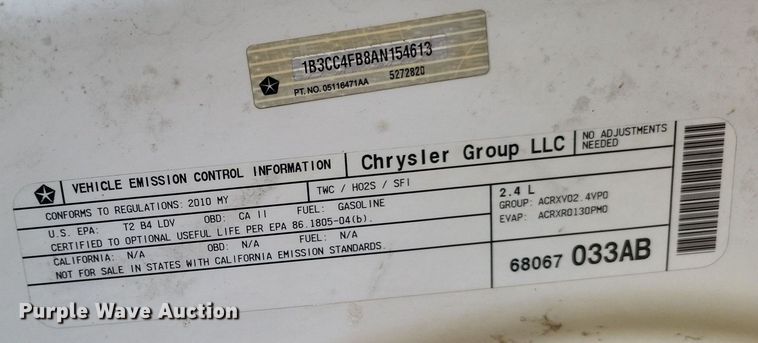 1B3CC4FB8AN154613
PT. NO. 05116471AA 5272820
VEHICLE EMISSION CONTROL INFORMATION Chrysler Group LLC NO ADJUSTMENTS NEEDED
CONFORMS TO REGULATIONS: 2010 MY TWC / HO2S / SFI
U.S. EPA: T2 B4 LDV OBD: CA II FUEL: GASOLINE
CERTIFIED TO OPTIONAL USEFUL LIFE PER EPA 86.1805-04(b).
CALIFORNIA: N/A OBD: N/A FUEL: N/A
NOT FOR SALE IN STATES WITH CALIFORNIA EMISSION STANDARDS.
2.4 L
GROUP: ACRXV02.4VP0
EVAP: ACRXR0130PM0
68067 033AB
Purple Wave Auction